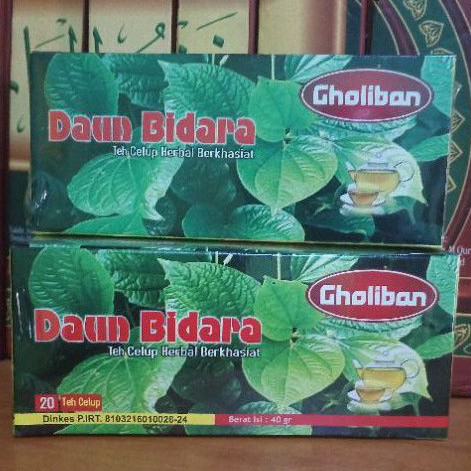 Gholiban
Daun Bidara
Teh Celup Herbal Berkhasiat
Gholiban
Daun Bidara
Teh Celup Herbal Berkhasiat
20 Teh Celup
Dinkes P.IRT. 8103216010028-24
Berat Isi : 40 gr